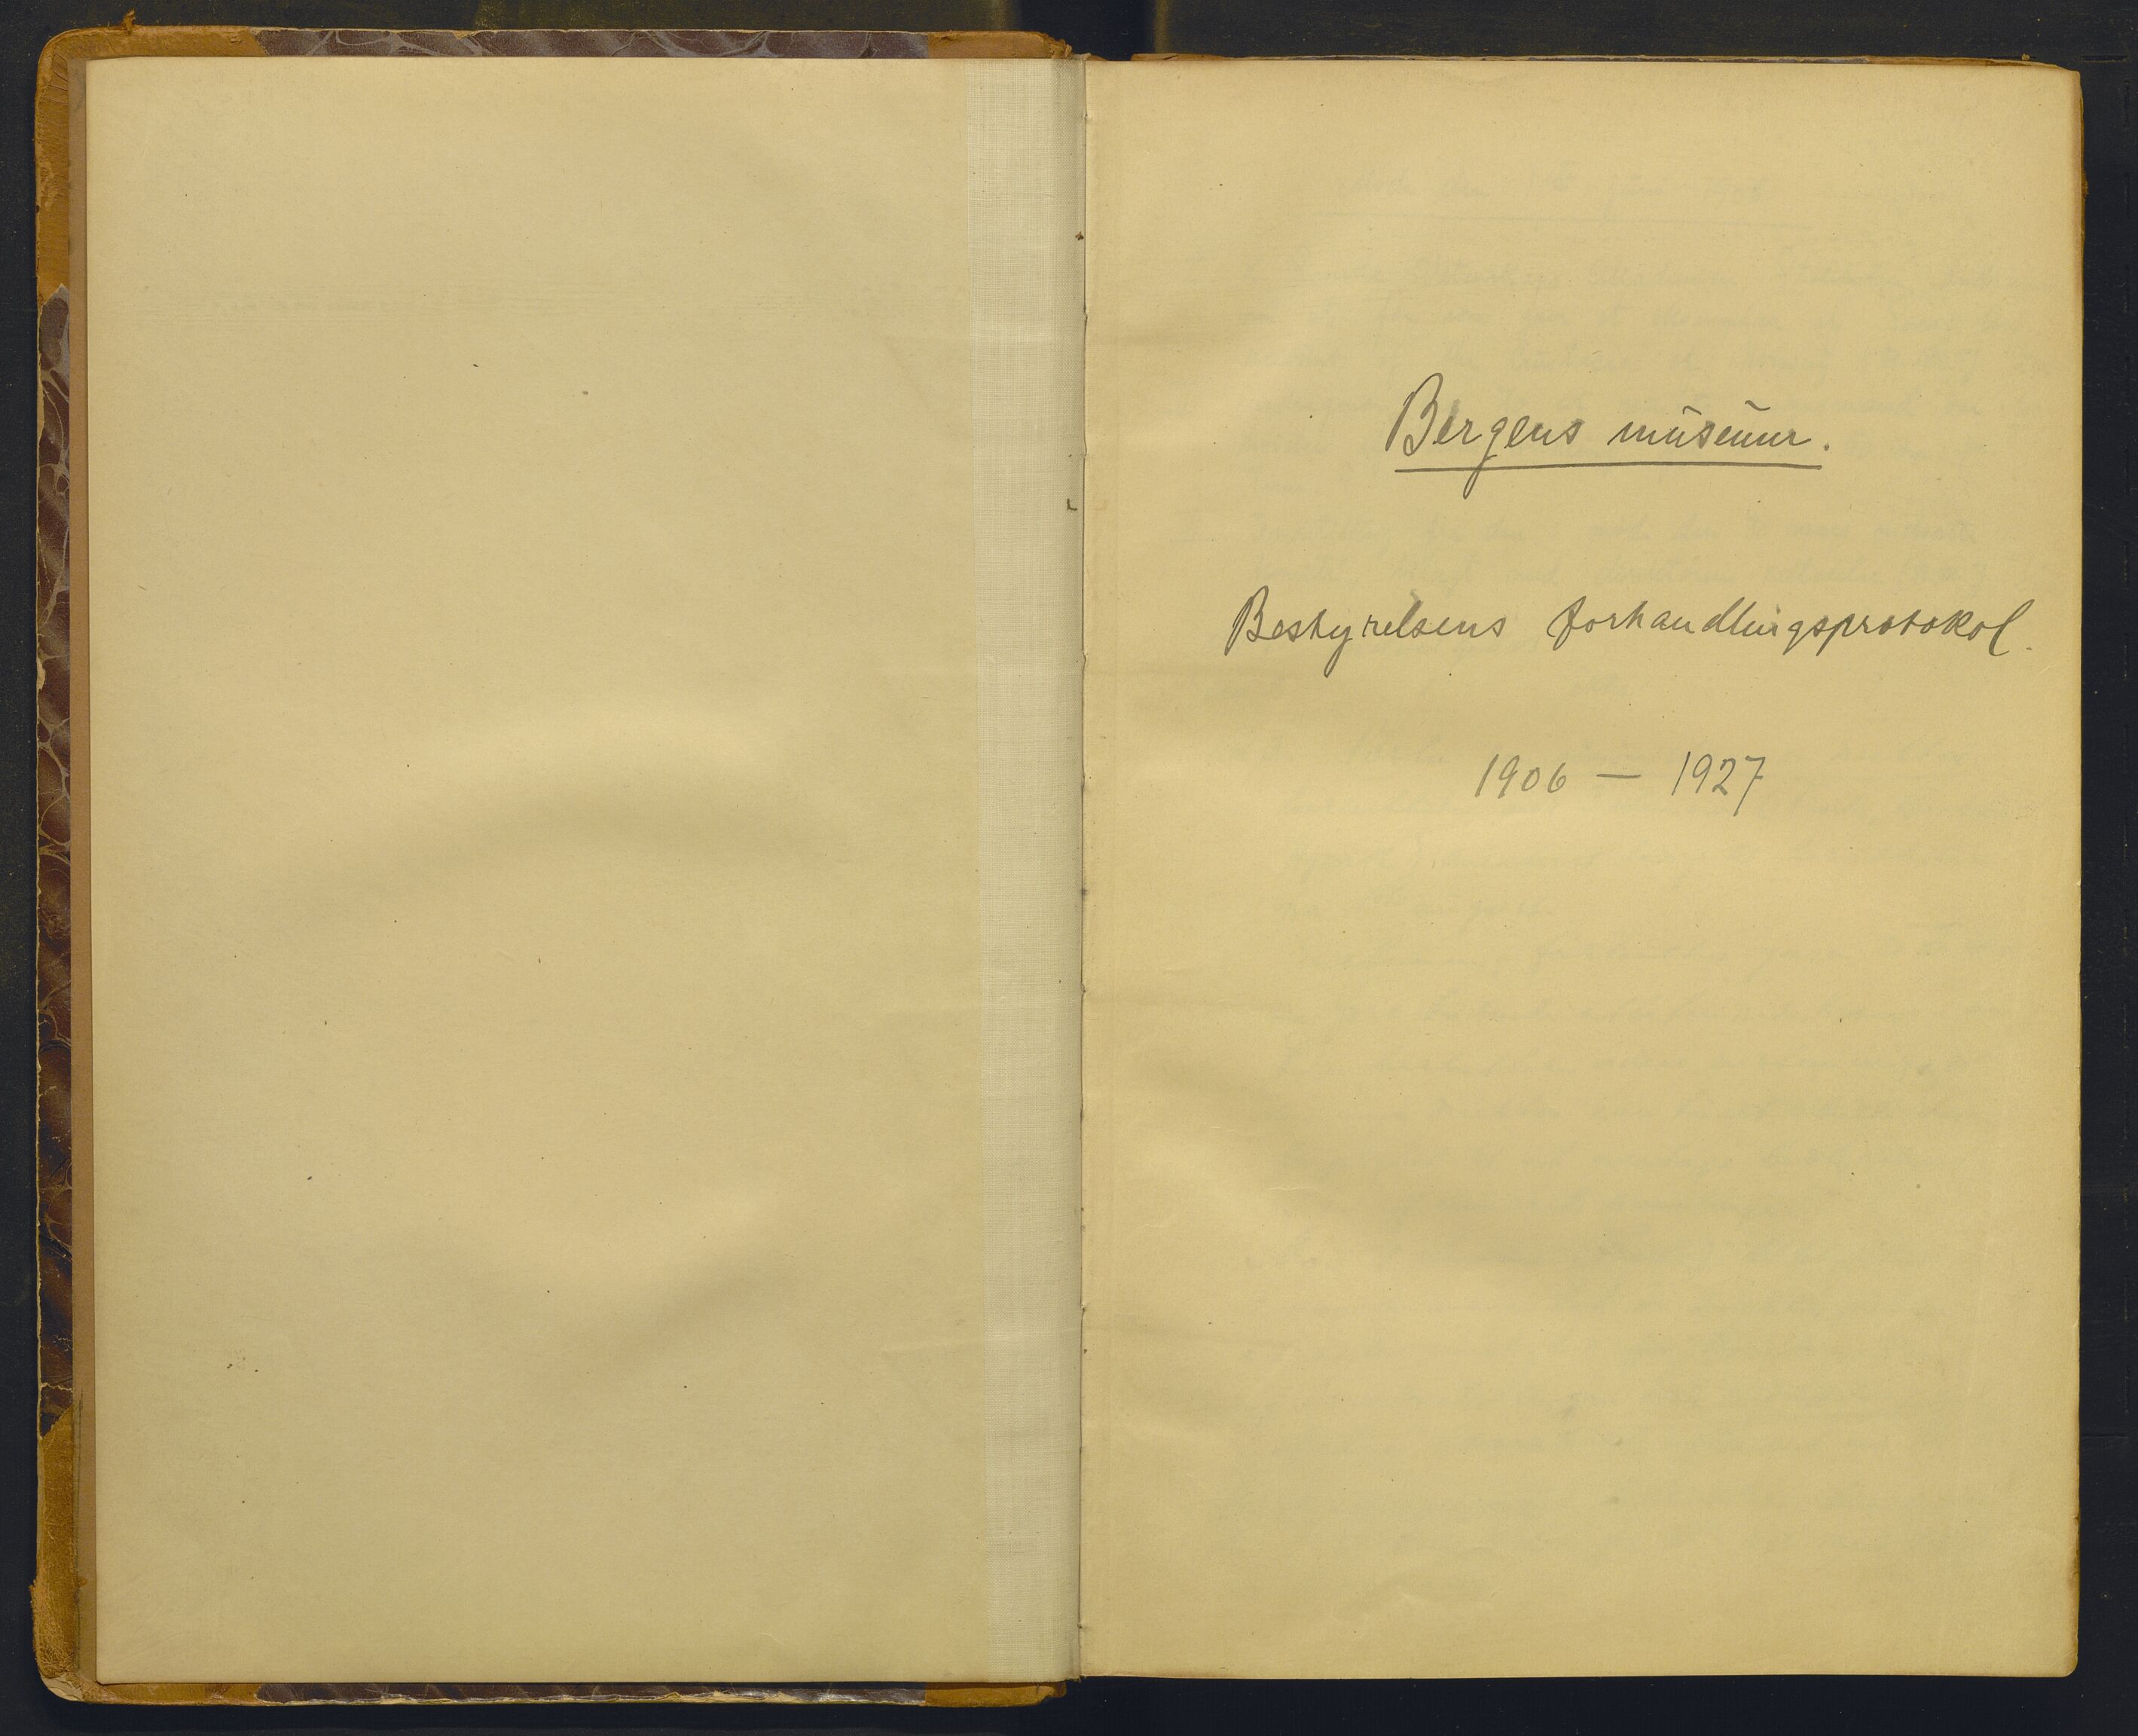 Bergens museum.
Bestyrelsens forhandlingsprotokol.
1906 — 1927